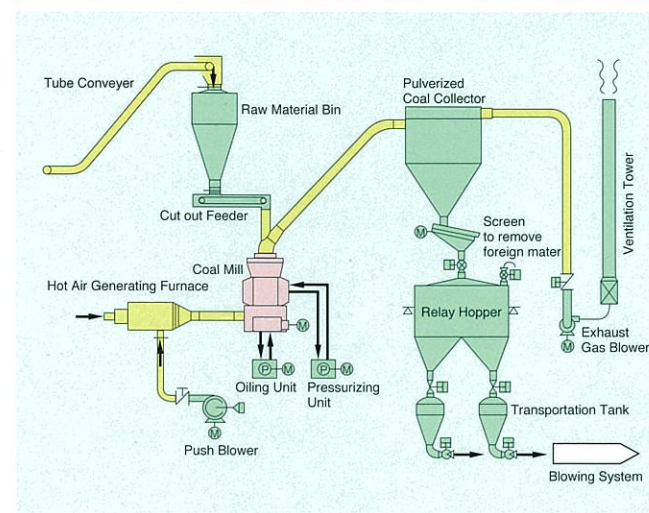 Tube Conveyer
Raw Material Bin
Pulverized
Coal Collector
Ventilation Tower
Cut out Feeder
Screen
to remove
foreign mater
M
Coal Mill
Hot Air Generating Furnace
Relay Hopper
M
Exhaust
Gas Blower
M
P
M
P
M
Oiling Unit
Pressurizing
Unit
Transportation Tank
M
Push Blower
Blowing System